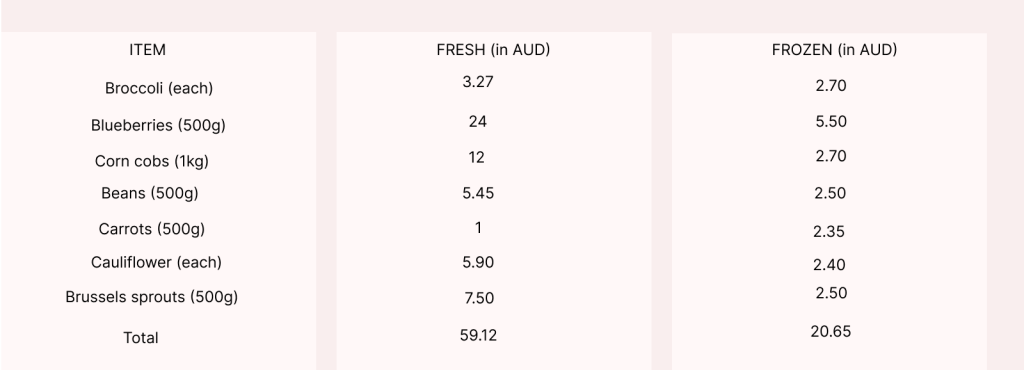 ITEM FRESH (in AUD) FROZEN (in AUD)
Broccoli (each) 3.27 2.70
Blueberries (500g) 24 5.50
Corn cobs (1kg) 12 2.70
Beans (500g) 5.45 2.50
Carrots (500g) 1 2.35
Cauliflower (each) 5.90 2.40
Brussels sprouts (500g) 7.50 2.50
Total 59.12 20.65